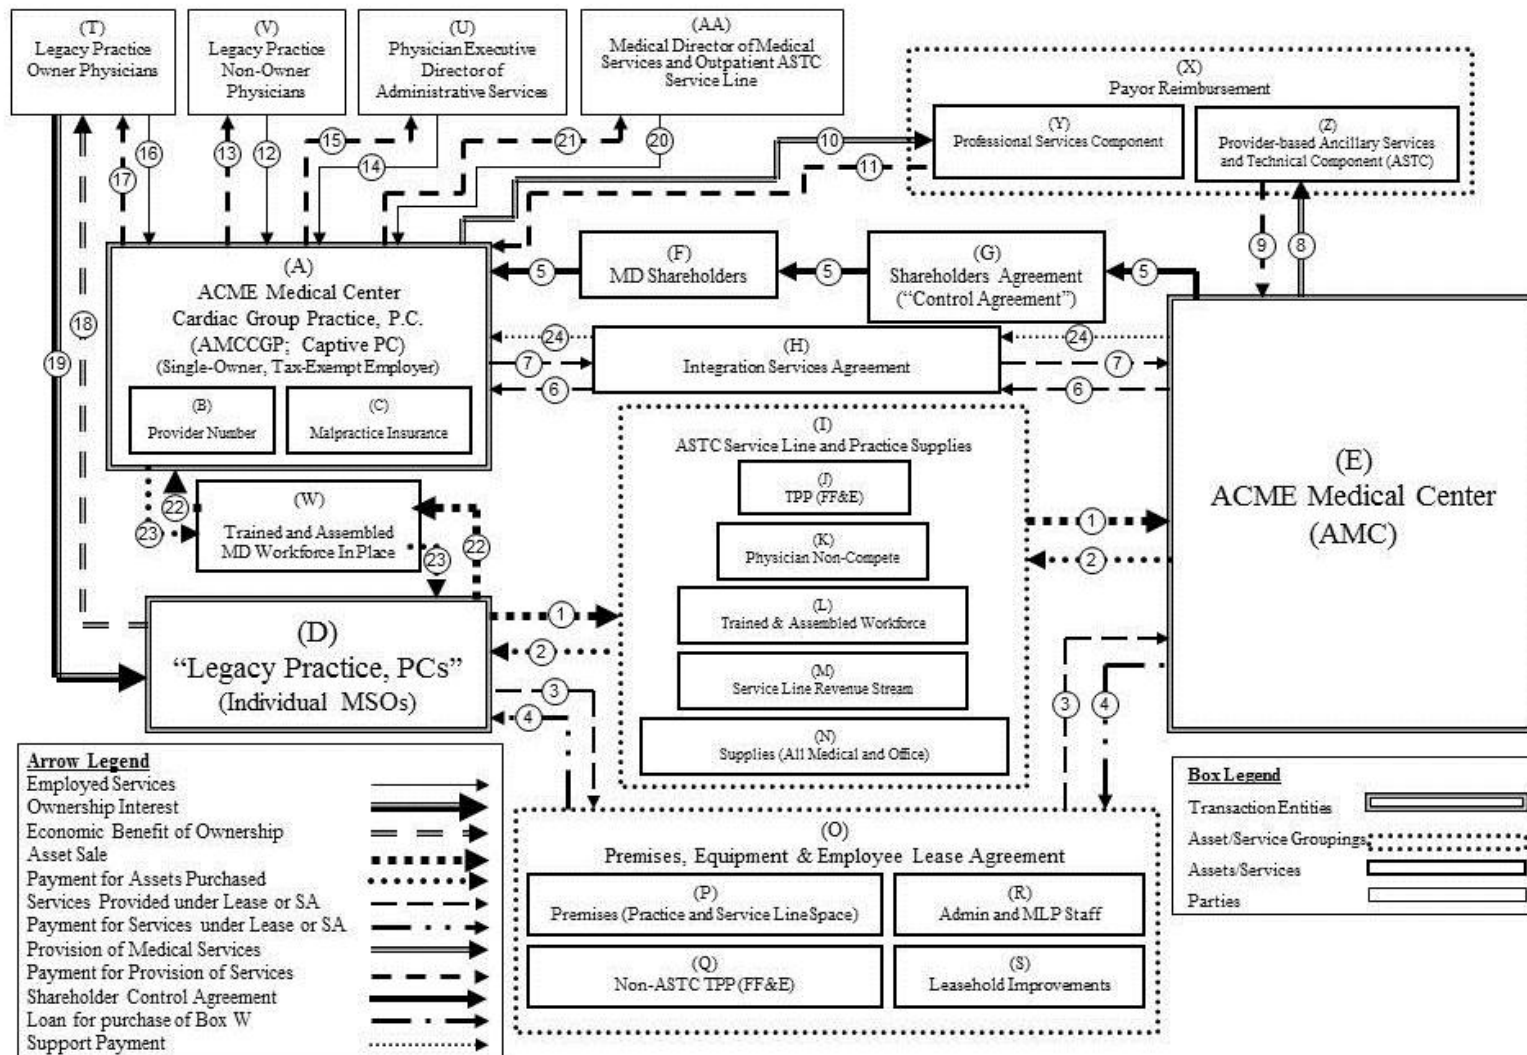 (T)
Legacy Practice
Owner Physicians
(V)
Legacy Practice
Non-Owner
Physicians
(U)
Physician Executive
Director of
Administrative Services
(AA)
Medical Director of Medical
Services and Outpatient ASTC
Service Line
(X)
Payor Reimbursement
(Y)
Professional Services Component
(Z)
Provider-based Ancillary Services
and Technical Component (ASTC)
16
17
13
12
15
14
21
20
10
11
9
8
18
19
(A)
ACME Medical Center
Cardiac Group Practice, P.C.
(AMCCGP; Captive PC)
(Single-Owner, Tax-Exempt Employer)
(B)
Provider Number
(C)
Malpractice Insurance
5
(F)
MD Shareholders
5
(G)
Shareholders Agreement
("Control Agreement")
5
24
7
6
(H)
Integration Services Agreement
24
7
6
(E)
ACME Medical Center
(AMC)
22
23
(W)
Trained and Assembled
MD Workforce In Place
22
23
(D)
"Legacy Practice, PCs"
(Individual MSOs)
1
2
3
4
(I)
ASTC Service Line and Practice Supplies
(J)
TPP (FF&E)
(K)
Physician Non-Compete
(L)
Trained & Assembled Workforce
(M)
Service Line Revenue Stream
(N)
Supplies (All Medical and Office)
1
2
3
4
(O)
Premises, Equipment & Employee Lease Agreement
(P)
Premises (Practice and Service Line Space)
(R)
Admin and MLP Staff
(Q)
Non-ASTC TPP (FF&E)
(S)
Leasehold Improvements
Arrow Legend
Employed Services
Ownership Interest
Economic Benefit of Ownership
Asset Sale
Payment for Assets Purchased
Services Provided under Lease or SA
Payment for Services under Lease or SA
Provision of Medical Services
Payment for Provision of Services
Shareholder Control Agreement
Loan for purchase of Box W
Support Payment
Box Legend
Transaction Entities
Asset/Service Groupings
Assets/Services
Parties